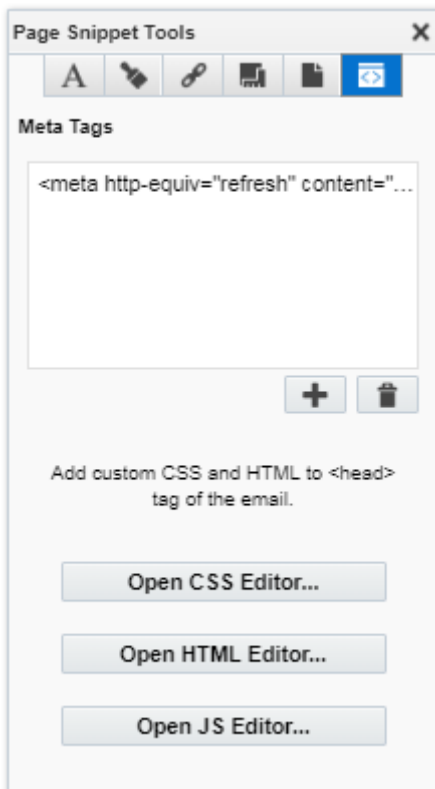 Page Snippet Tools
A
Meta Tags
<meta http-equiv="refresh" content="...
Add custom CSS and HTML to <head>
tag of the email.
Open CSS Editor...
Open HTML Editor...
Open JS Editor...